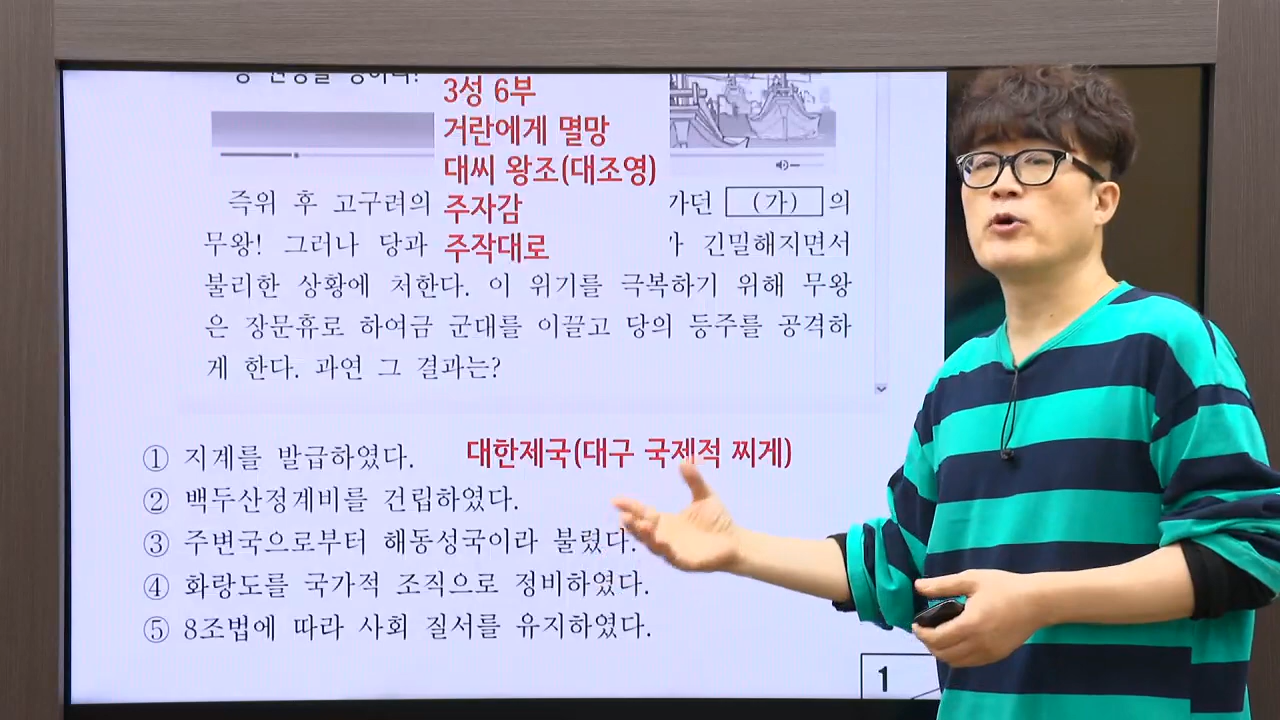 3성 6부
거란에게 멸망
대씨 왕조(대조영)
즉위 후 고구려의 주자감 가던 (가) 의
무왕! 그러나 당과 주작대로 가 긴밀해지면서
불리한 상황에 처한다. 이 위기를 극복하기 위해 무왕
은 장문휴로 하여금 군대를 이끌고 당의 등주를 공격하
게 한다. 과연 그 결과는?
① 지계를 발급하였다. 대한제국(대구 국제적 찌게)
② 백두산정계비를 건립하였다.
③ 주변국으로부터 해동성국이라 불렸다.
④ 화랑도를 국가적 조직으로 정비하였다.
⑤ 8조법에 따라 사회 질서를 유지하였다.
1